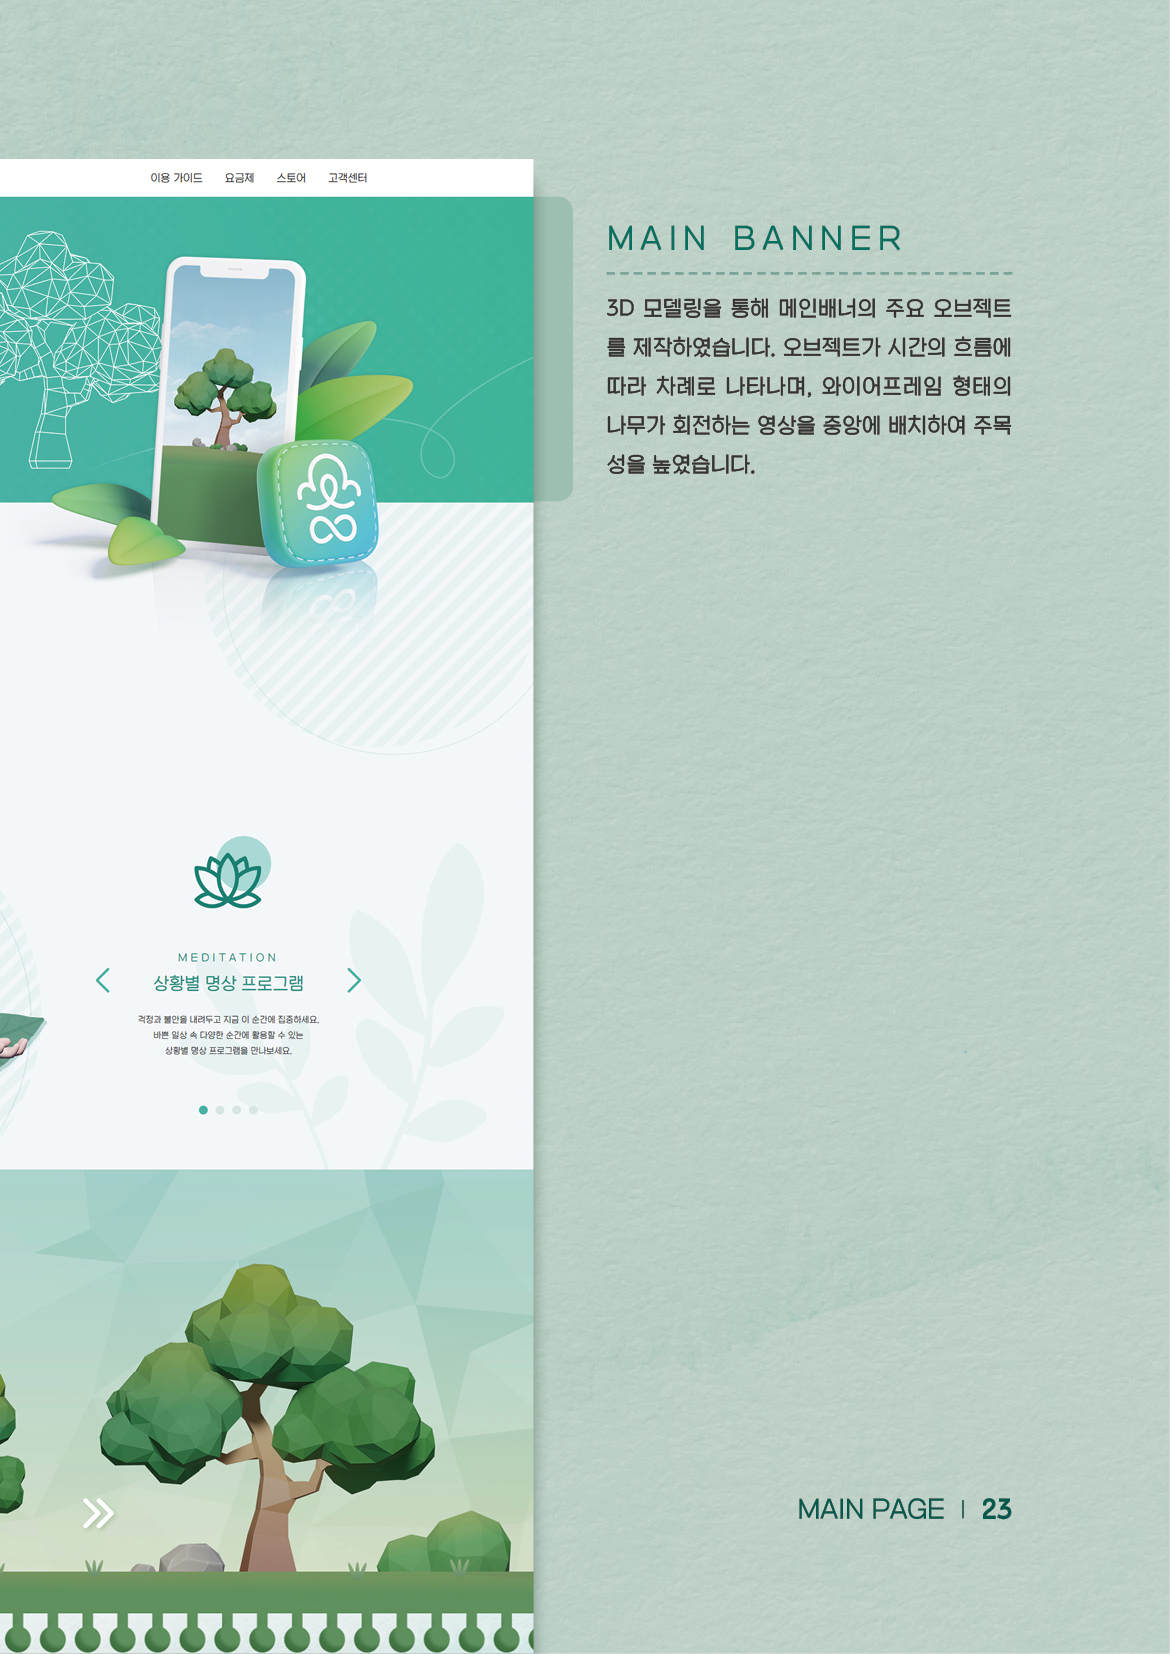 이용 가이드 요금제 스토어 고객센터
MAIN BANNER
3D 모델링을 통해 메인배너의 주요 오브젝트
를 제작하였습니다. 오브젝트가 시간의 흐름에
따라 차례로 나타나며, 와이어프레임 형태의
나무가 회전하는 영상을 중앙에 배치하여 주목
성을 높였습니다.
MEDITATION
상황별 명상 프로그램
걱정과 불안을 내려두고 지금 이 순간에 집중하세요.
바쁜 일상 속 다양한 순간에 활용할 수 있는
상황별 명상 프로그램을 만나보세요.
MAIN PAGE | 23